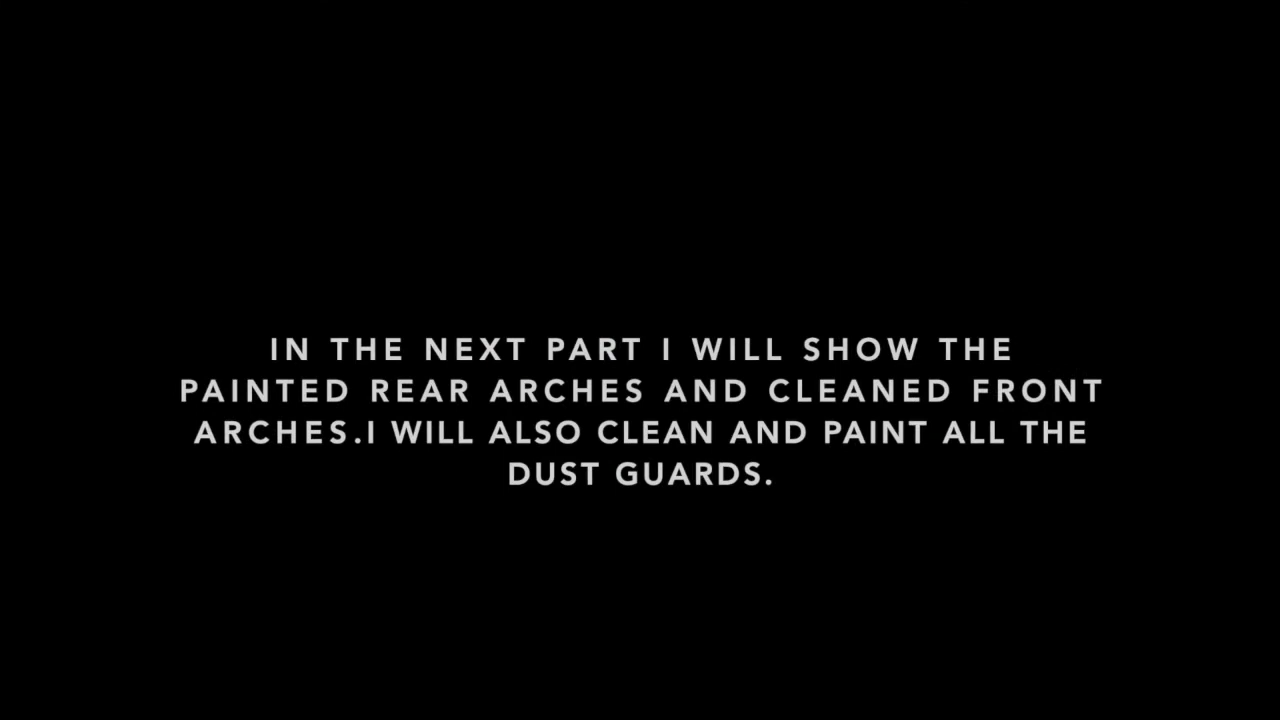 IN THE NEXT PART I WILL SHOW THE
PAINTED REAR ARCHES AND CLEANED FRONT
ARCHES.I WILL ALSO CLEAN AND PAINT ALL THE
DUST GUARDS.